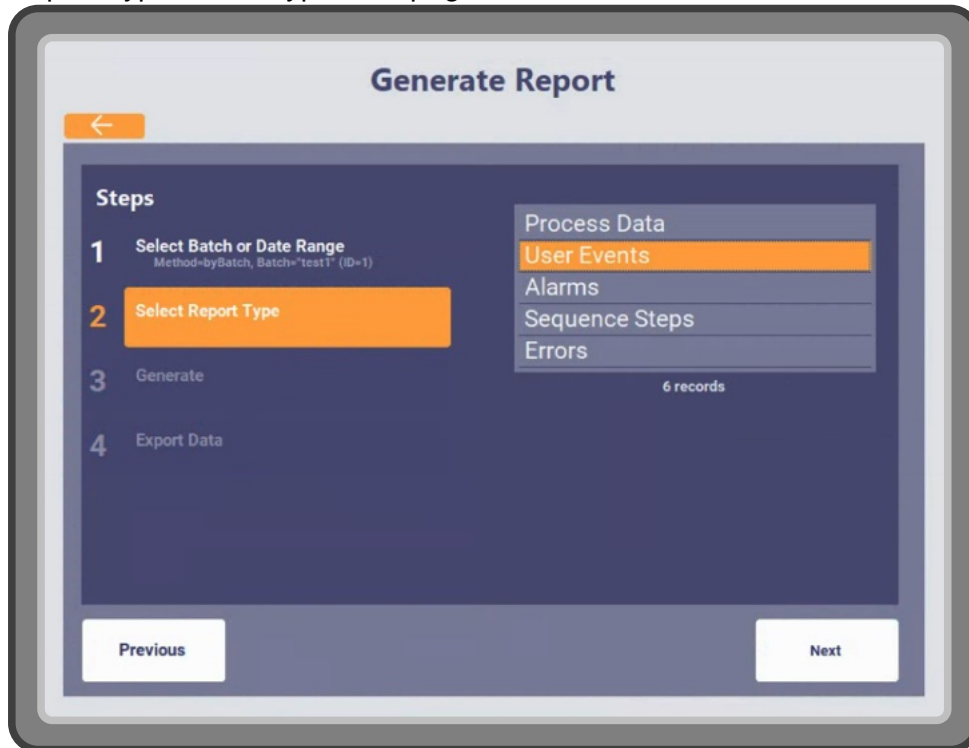 Generate Report
Steps
1
Select Batch or Date Range
Method=byBatch, Batch="test1" (ID=1)
2
Select Report Type
3
Generate
4
Export Data
Process Data
User Events
Alarms
Sequence Steps
Errors
6 records
Previous
Next